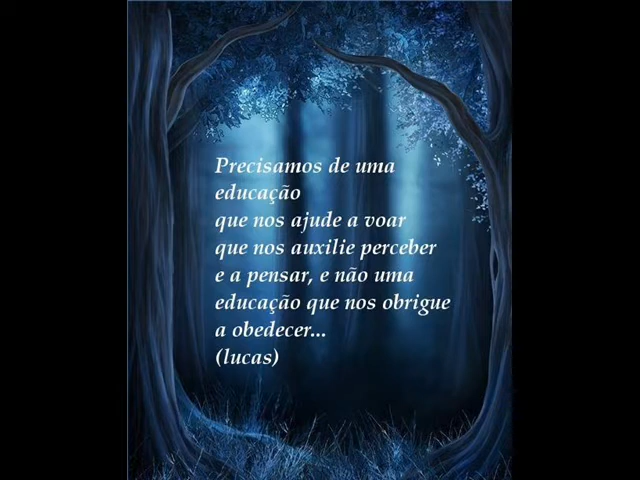 Precisamos de uma
educação
que nos ajude a voar
que nos auxilie perceber
e a pensar, e não uma
educação que nos obrigue
a obedecer...
(lucas)